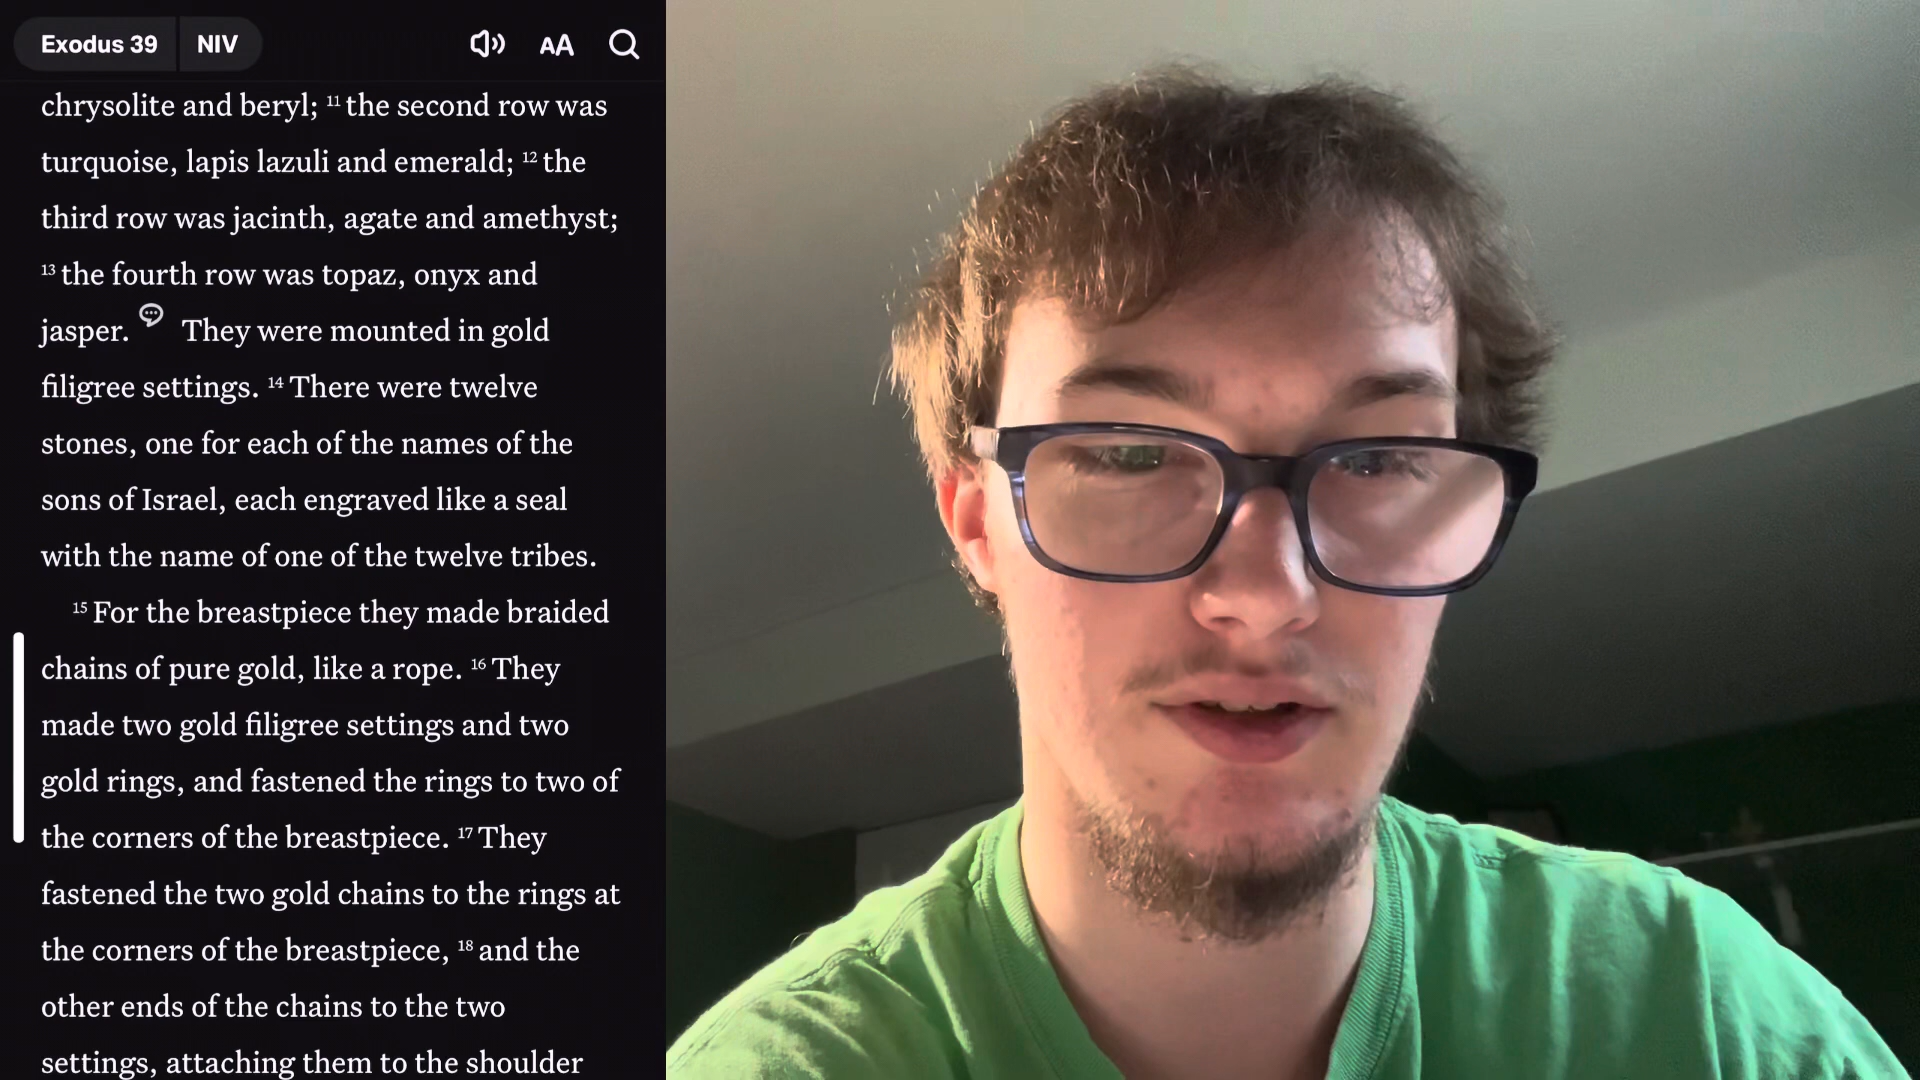 Exodus 39 NIV AA
chrysolite and beryl; 11 the second row was
turquoise, lapis lazuli and emerald; 12 the
third row was jacinth, agate and amethyst;
13 the fourth row was topaz, onyx and
jasper. They were mounted in gold
filigree settings. 14 There were twelve
stones, one for each of the names of the
sons of Israel, each engraved like a seal
with the name of one of the twelve tribes.
15 For the breastpiece they made braided
chains of pure gold, like a rope. 16 They
made two gold filigree settings and two
gold rings, and fastened the rings to two of
the corners of the breastpiece. 17 They
fastened the two gold chains to the rings at
the corners of the breastpiece, 18 and the
other ends of the chains to the two
settings, attaching them to the shoulder